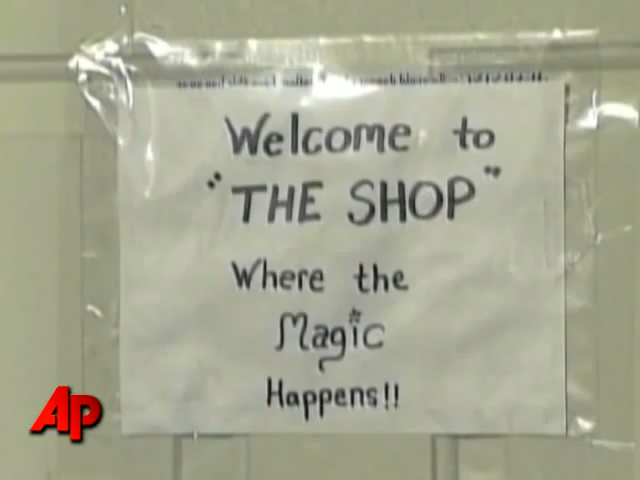 Welcome to
"THE SHOP"
Where the
Magic
Happens!!
AP